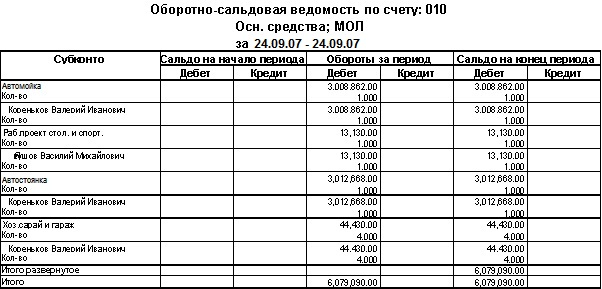 Оборотно-сальдовая ведомость по счету: 010
Осн. средства; МОЛ
за 24.09.07 - 24.09.07
Субконто Сальдо на начало периода Обороты за период Сальдо на конец периода
Дебет Кредит Дебет Кредит Дебет Кредит
Автомойка 3.008.862.00 3.008.862.00
Кол-во 1.000 1.000
Кореньков Валерий Иванович 3.008.862.00 3.008.862.00
Кол-во 1.000 1.000
Раб.проект стол. и спорт. 13,130.00 13,130.00
Кол-во 1.000 1.000
Василий Михайлович 13,130.00 13,130.00
Кол-во 1.000 1.000
Автостоянка 3,012,668.00 3,012,668.00
Кол-во 1.000 1.000
Кореньков Валерий Иванович 3,012,668.00 3,012,668.00
Кол-во 1.000 1.000
Хоз.сарай и гараж 44,430.00 44,430.00
Кол-во 4.000 4.000
Кореньков Валерий Иванович 44.430.00 44.430.00
Кол-во 4.000 4.000
Итого развернутое 6,079,090.00
Итого 6,079,090.00 6,079,090.00